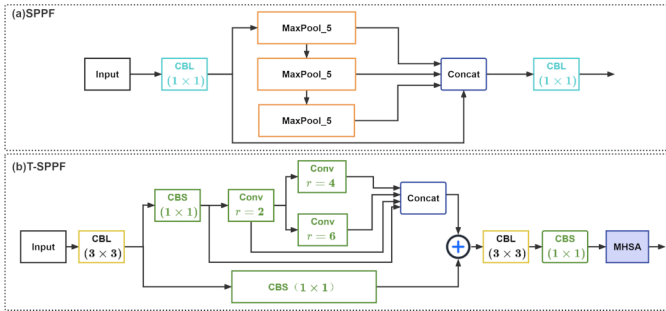 (a)SPPF
MaxPool_5
Input
CBL
(1 × 1)
MaxPool_5
Concat
CBL
(1 × 1)
MaxPool_5
(b)T-SPPF
Conv
r = 4
CBS
(1 × 1)
Conv
r = 2
Concat
Conv
r = 6
Input
CBL
(3 × 3)
+
CBL
(3 × 3)
CBS
(1 × 1)
MHSA
CBS（1 × 1）